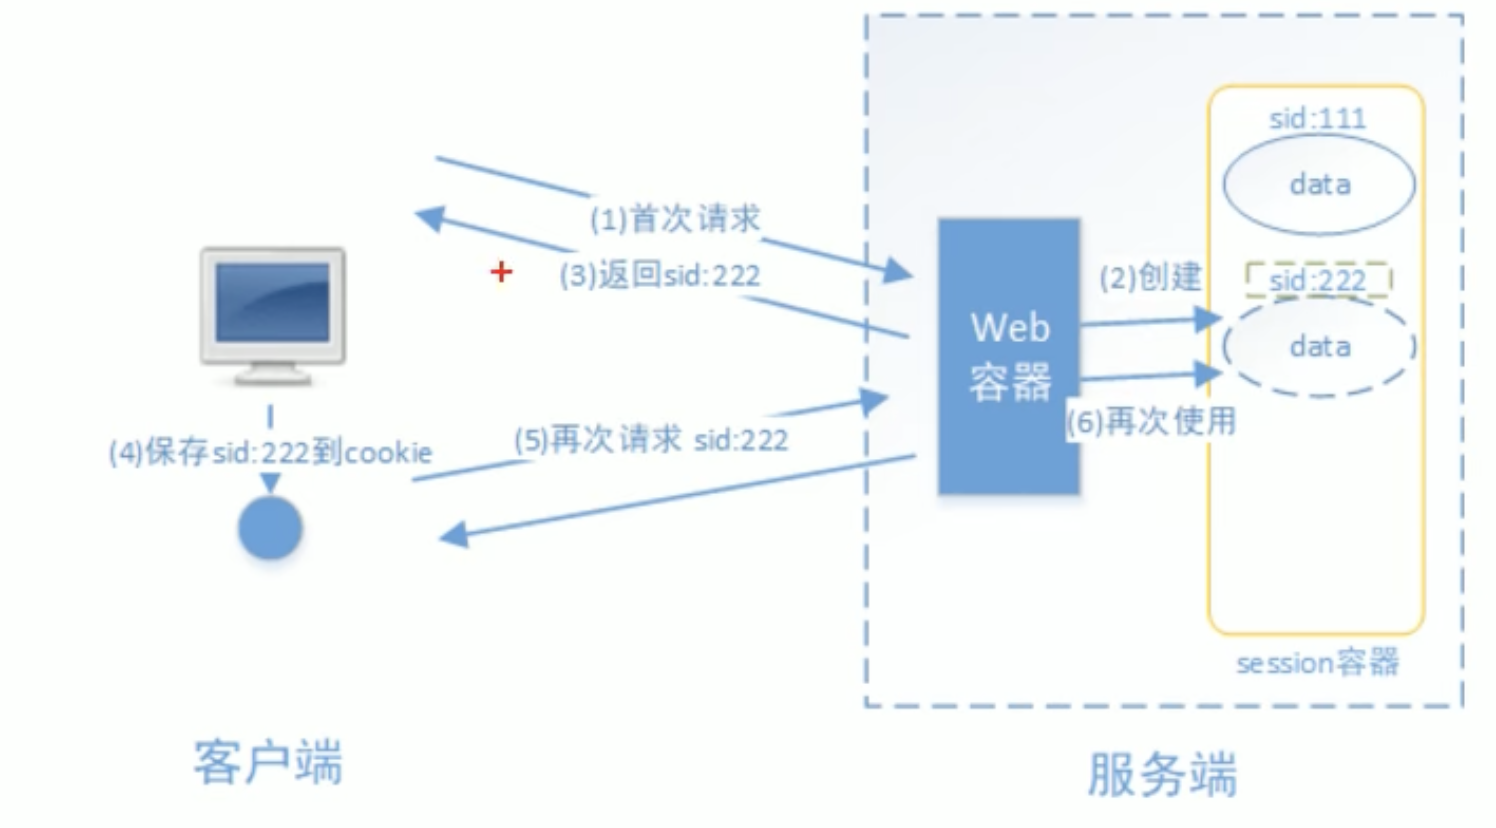 sid:111
data
(1)首次请求
(3)返回sid:222
(2)创建
sid:222
data
Web
容器
(6)再次使用
(5)再次请求 sid:222
(4)保存sid:222到cookie
session容器
客户端
服务端